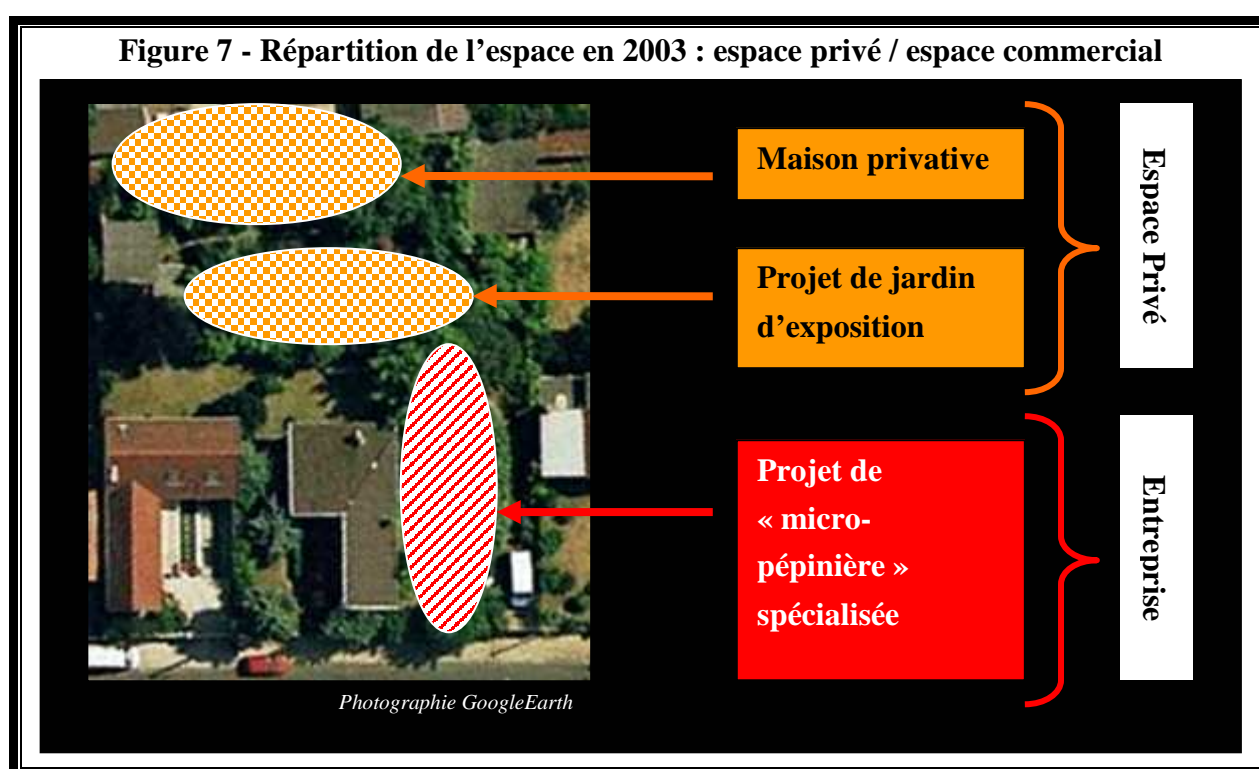 Figure 7 - Répartition de l’espace en 2003 : espace privé / espace commercial
Maison privative
Projet de jardin
d’exposition
Espace Privé
Projet de
« micro-
pépinière »
spécialisée
Entreprise
Photographie GoogleEarth